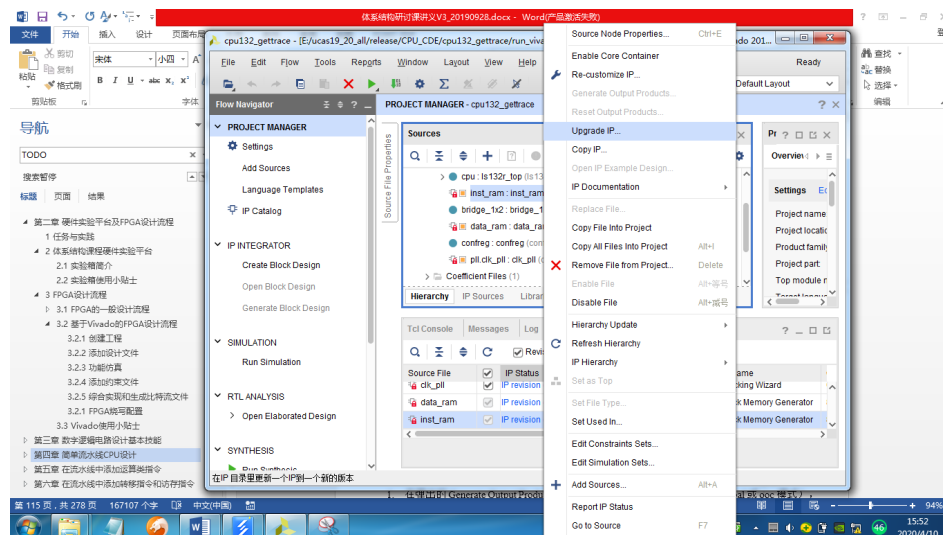 体系结构研讨课讲义V3_20190928.docx - Word(产品激活失败)
文件 开始 插入 设计 页面布局
剪切
复制
粘贴 格式刷
剪贴板
宋体 小四
B I U abc x₂ x²
字体
查找
替换
选择
编辑
导航
TODO
搜索暂停
标题 页面 结果
第二章 硬件实验平台及FPGA设计流程
1 任务与实践
2 体系结构课程硬件实验平台
2.1 实验箱简介
2.2 实验箱使用小贴士
3 FPGA设计流程
3.1 FPGA的一般设计流程
3.2 基于Vivado的FPGA设计流程
3.2.1 创建工程
3.2.2 添加设计文件
3.2.3 功能仿真
3.2.4 添加约束文件
3.2.5 综合实现和生成比特流文件
3.2.1 FPGA烧写配置
3.3 Vivado使用小贴士
第三章 数字逻辑电路设计基本技能
第四章 简单流水线CPU设计
第五章 在流水线中添加运算类指令
第六章 在流水线中添加转移指令和访存指令
cpu132_gettrace - [E:/ucas19_20_all/release/CPU_CDE/cpu132_gettrace/run_viva
ado 201...
File Edit Flow Tools Reports Window Layout View Help
Ready
Default Layout
Flow Navigator
PROJECT MANAGER
Settings
Add Sources
Language Templates
IP Catalog
IP INTEGRATOR
Create Block Design
Open Block Design
Generate Block Design
SIMULATION
Run Simulation
RTL ANALYSIS
Open Elaborated Design
SYNTHESIS
Run Synthesis
在IP 目录里更新一个IP到一个新的版本
PROJECT MANAGER - cpu132_gettrace
Source File Properties
Sources
cpu : ls132r_top (ls13
inst_ram : inst_ram
bridge_1x2 : bridge_1
data_ram : data_ra
confreg : confreg (con
pll.clk_pll : clk_pll (
Coefficient Files (1)
Hierarchy IP Sources Librar
Tcl Console Messages Log
Revi
Source File IP Status
clk_pll IP revision
data_ram IP revision
inst_ram IP revision
Source Node Properties... Ctrl+E
Enable Core Container
Re-customize IP...
Generate Output Products...
Reset Output Products...
Upgrade IP...
Copy IP...
Open IP Example Design...
IP Documentation
Replace File...
Copy File Into Project
Copy All Files Into Project Alt+I
Remove File from Project... Delete
Enable File Alt+等号
Disable File Alt+减号
Hierarchy Update
Refresh Hierarchy
IP Hierarchy
Set as Top
Set File Type...
Set Used In...
Edit Constraints Sets...
Edit Simulation Sets...
Add Sources... Alt+A
Report IP Status
Go to Source F7
Pr
Overview
Settings Ed
Project name
Project locatic
Product family
Project part:
Top module r
ame
cking Wizard
k Memory Generator
k Memory Generator
1. 在弹出的 Generate Output Produ
第 115 页，共 278 页 167107 个字 中文(中国)
94%
46
15:52
2020/4/10